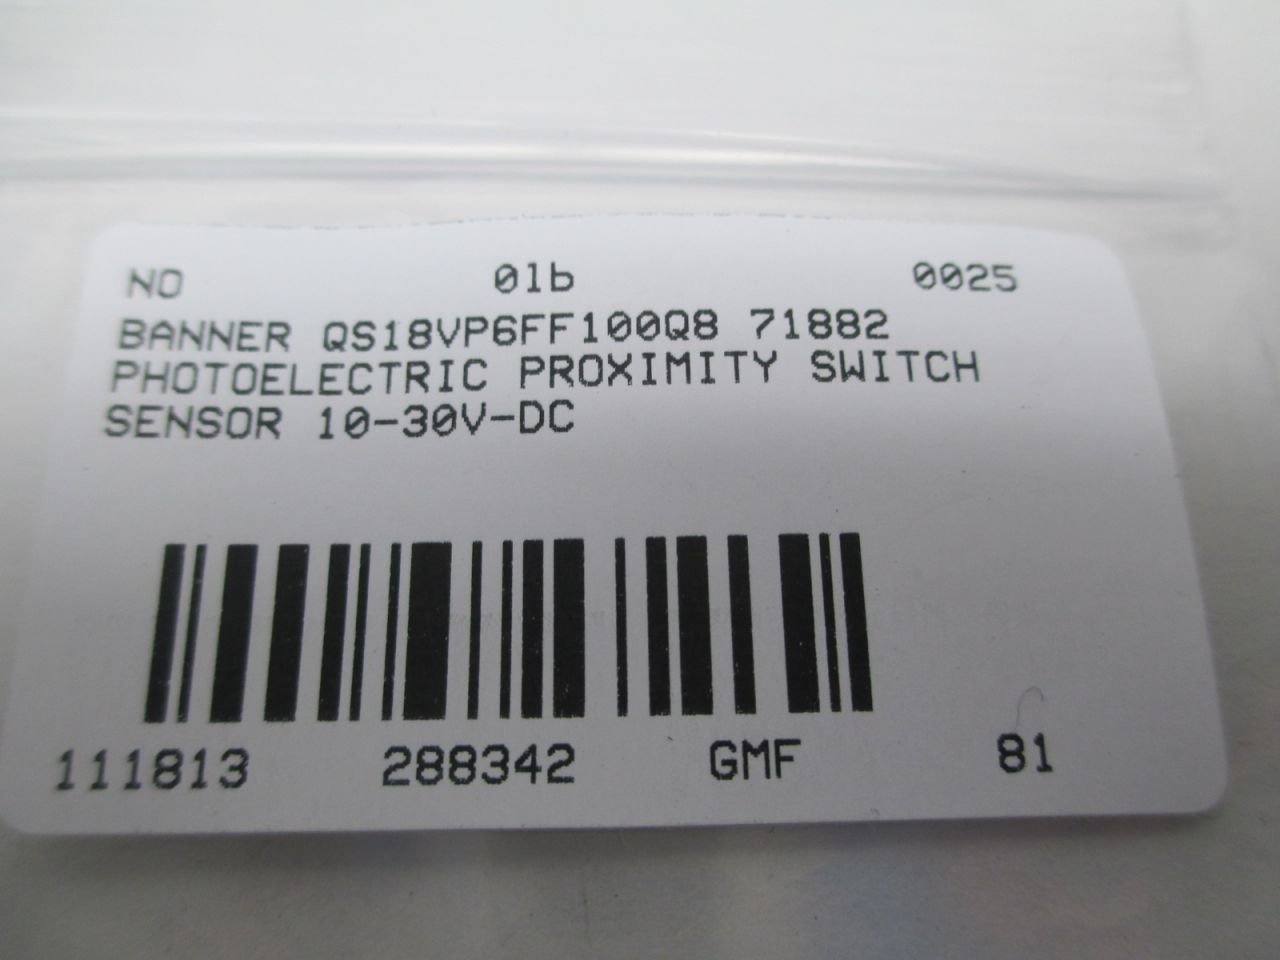 NO 01b 0025
BANNER QS18VP6FF100Q8 71882
PHOTOELECTRIC PROXIMITY SWITCH
SENSOR 10-30V-DC
111813 288342 GMF 81